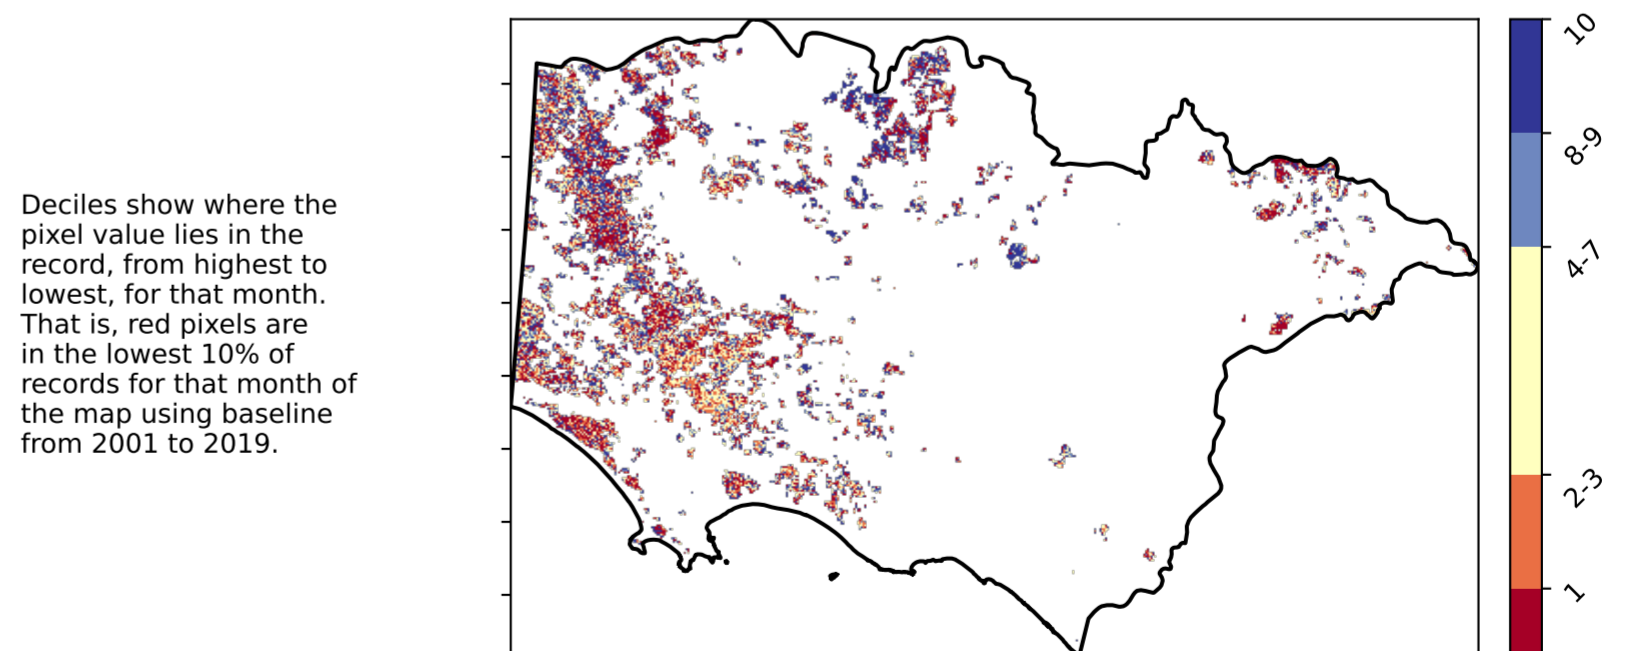 Deciles show where the
pixel value lies in the
record, from highest to
lowest, for that month.
That is, red pixels are
in the lowest 10% of
records for that month of
the map using baseline
from 2001 to 2019.
10
8-9
4-7
2-3
1